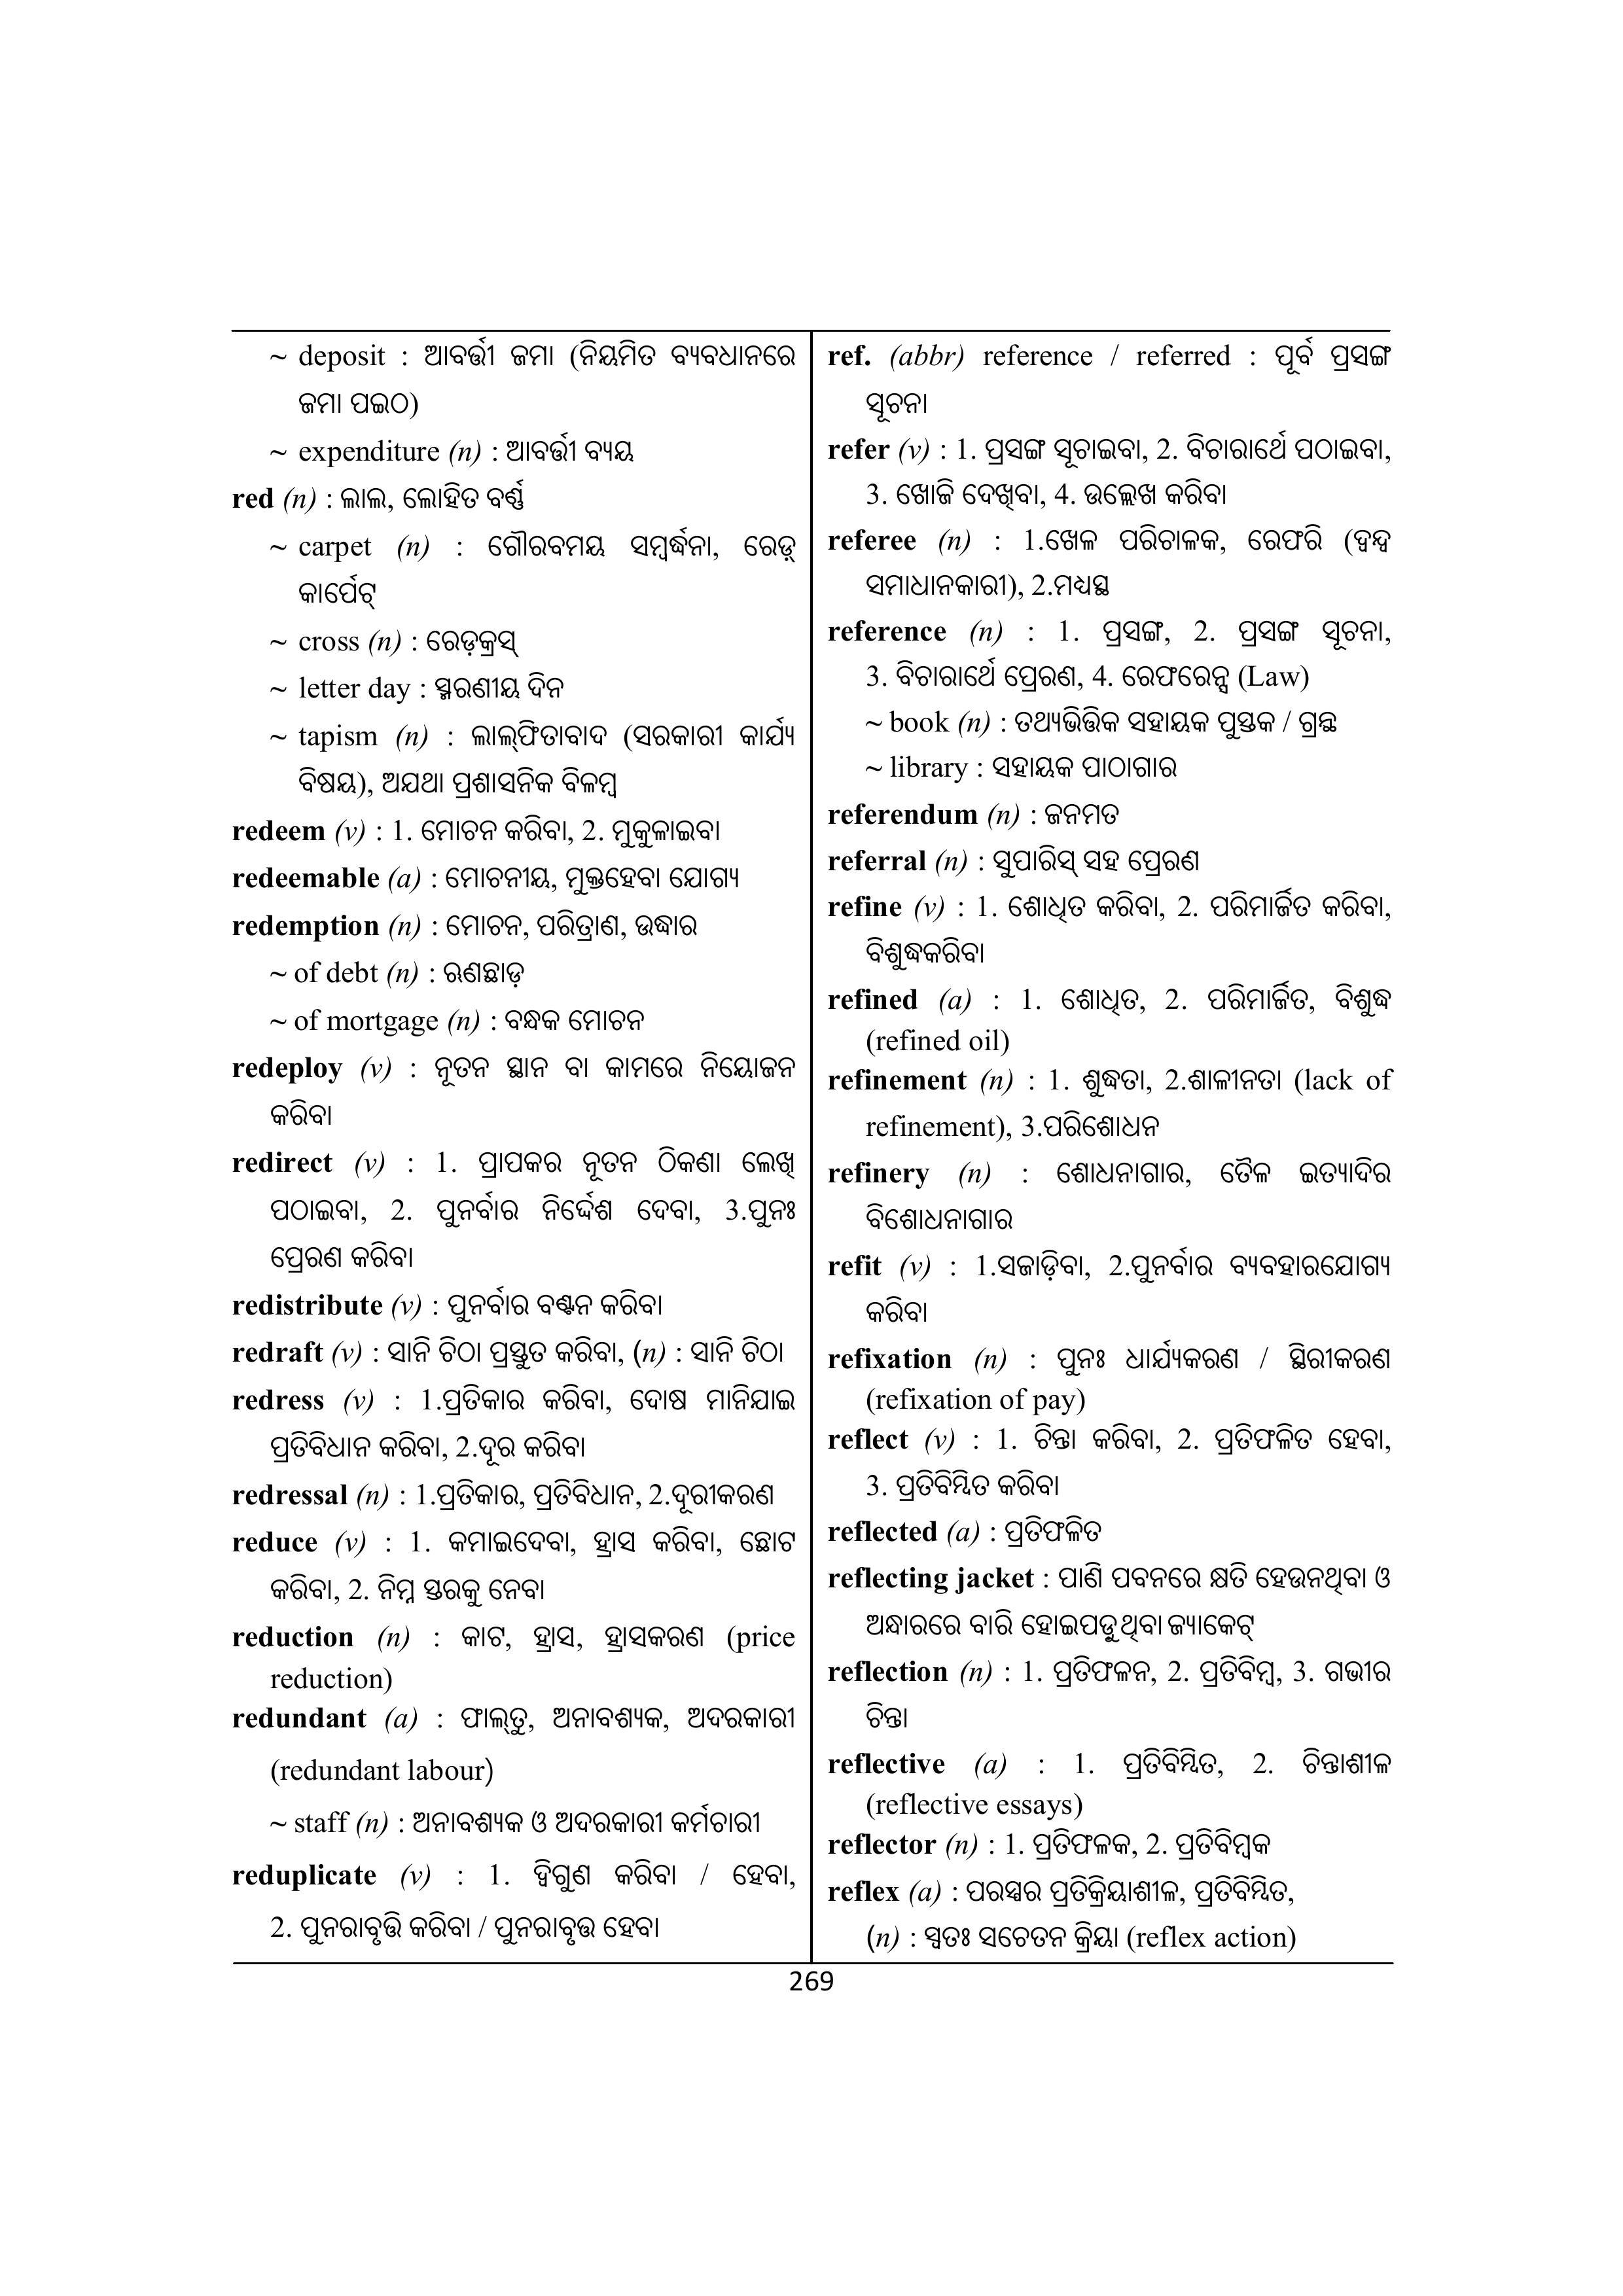 ~ deposit : ଆବର୍ତ୍ତୀ ଜମା (ନିୟମିତ ବ୍ୟବଧାନରେ
ଜମା ପଇଠ)
~ expenditure (n) : ଆବର୍ତ୍ତୀ ବ୍ୟୟ
red (n) : ଲାଲ, ଲୋହିତ ବର୍ଣ୍ଣ
~ carpet (n) : ଗୌରବମୟ ସମ୍ବର୍ଦ୍ଧନା, ରେଡ଼୍
କାର୍ପେଟ୍
~ cross (n) : ରେଡ଼କ୍ରସ୍
~ letter day : ସ୍ମରଣୀୟ ଦିନ
~ tapism (n) : ଲାଲ୍‌ଫିତାବାଦ (ସରକାରୀ କାର୍ଯ୍ୟ
ବିଷୟ), ଅଯଥା ପ୍ରଶାସନିକ ବିଳମ୍ବ
redeem (v) : 1. ମୋଚନ କରିବା, 2. ମୁକୁଳାଇବା
redeemable (a) : ମୋଚନୀୟ, ମୁକ୍ତହେବା ଯୋଗ୍ୟ
redemption (n) : ମୋଚନ, ପରିତ୍ରାଣ, ଉଦ୍ଧାର
~ of debt (n) : ଋଣଛାଡ଼
~ of mortgage (n) : ବନ୍ଧକ ମୋଚନ
redeploy (v) : ନୂତନ ସ୍ଥାନ ବା କାମରେ ନିୟୋଜନ
କରିବା
redirect (v) : 1. ପ୍ରାପକର ନୂତନ ଠିକଣା ଲେଖି
ପଠାଇବା, 2. ପୁନର୍ବାର ନିର୍ଦ୍ଦେଶ ଦେବା, 3.ପୁନଃ
ପ୍ରେରଣ କରିବା
redistribute (v) : ପୁନର୍ବାର ବଣ୍ଟନ କରିବା
redraft (v) : ସାନି ଚିଠା ପ୍ରସ୍ତୁତ କରିବା, (n) : ସାନି ଚିଠା
redress (v) : 1.ପ୍ରତିକାର କରିବା, ଦୋଷ ମାନିଯାଇ
ପ୍ରତିବିଧାନ କରିବା, 2.ଦୂର କରିବା
redressal (n) : 1.ପ୍ରତିକାର, ପ୍ରତିବିଧାନ, 2.ଦୂରୀକରଣ
reduce (v) : 1. କମାଇଦେବା, ହ୍ରାସ କରିବା, ଛୋଟ
କରିବା, 2. ନିମ୍ନ ସ୍ତରକୁ ନେବା
reduction (n) : କାଟ, ହ୍ରାସ, ହ୍ରାସକରଣ (price
reduction)
redundant (a) : ଫାଲ୍‌ତୁ, ଅନାବଶ୍ୟକ, ଅଦରକାରୀ
(redundant labour)
~ staff (n) : ଅନାବଶ୍ୟକ ଓ ଅଦରକାରୀ କର୍ମଚାରୀ
reduplicate (v) : 1. ଦ୍ୱିଗୁଣ କରିବା / ହେବା,
2. ପୁନରାବୃତ୍ତି କରିବା / ପୁନରାବୃତ୍ତ ହେବା
ref. (abbr) reference / referred : ପୂର୍ବ ପ୍ରସଙ୍ଗ
ସୂଚନା
refer (v) : 1. ପ୍ରସଙ୍ଗ ସୂଚାଇବା, 2. ବିଚାରାର୍ଥେ ପଠାଇବା,
3. ଖୋଜି ଦେଖିବା, 4. ଉଲ୍ଲେଖ କରିବା
referee (n) : 1.ଖେଳ ପରିଚାଳକ, ରେଫରି (ଦ୍ୱନ୍ଦ୍ୱ
ସମାଧାନକାରୀ), 2.ମଧ୍ୟସ୍ଥ
reference (n) : 1. ପ୍ରସଙ୍ଗ, 2. ପ୍ରସଙ୍ଗ ସୂଚନା,
3. ବିଚାରାର୍ଥେ ପ୍ରେରଣ, 4. ରେଫରେନ୍ସ (Law)
~ book (n) : ତଥ୍ୟଭିତ୍ତିକ ସହାୟକ ପୁସ୍ତକ / ଗ୍ରନ୍ଥ
~ library : ସହାୟକ ପାଠାଗାର
referendum (n) : ଜନମତ
referral (n) : ସୁପାରିସ୍ ସହ ପ୍ରେରଣ
refine (v) : 1. ଶୋଧିତ କରିବା, 2. ପରିମାର୍ଜିତ କରିବା,
ବିଶୁଦ୍ଧକରିବା
refined (a) : 1. ଶୋଧିତ, 2. ପରିମାର୍ଜିତ, ବିଶୁଦ୍ଧ
(refined oil)
refinement (n) : 1. ଶୁଦ୍ଧତା, 2.ଶାଳୀନତା (lack of
refinement), 3.ପରିଶୋଧନ
refinery (n) : ଶୋଧନାଗାର, ତୈଳ ଇତ୍ୟାଦିର
ବିଶୋଧନାଗାର
refit (v) : 1.ସଜାଡ଼ିବା, 2.ପୁନର୍ବାର ବ୍ୟବହାରଯୋଗ୍ୟ
କରିବା
refixation (n) : ପୁନଃ ଧାର୍ଯ୍ୟକରଣ / ସ୍ଥିରୀକରଣ
(refixation of pay)
reflect (v) : 1. ଚିନ୍ତା କରିବା, 2. ପ୍ରତିଫଳିତ ହେବା,
3. ପ୍ରତିବିମ୍ବିତ କରିବା
reflected (a) : ପ୍ରତିଫଳିତ
reflecting jacket : ପାଣି ପବନରେ କ୍ଷତି ହେଉନଥିବା ଓ
ଅନ୍ଧାରରେ ବାରି ହୋଇପଡୁଥିବା ଜ୍ୟାକେଟ୍
reflection (n) : 1. ପ୍ରତିଫଳନ, 2. ପ୍ରତିବିମ୍ବ, 3. ଗଭୀର
ଚିନ୍ତା
reflective (a) : 1. ପ୍ରତିବିମ୍ବିତ, 2. ଚିନ୍ତାଶୀଳ
(reflective essays)
reflector (n) : 1. ପ୍ରତିଫଳକ, 2. ପ୍ରତିବିମ୍ବକ
reflex (a) : ପରସ୍ପର ପ୍ରତିକ୍ରିୟାଶୀଳ, ପ୍ରତିବିମ୍ବିତ,
(n) : ସ୍ୱତଃ ସଚେତନ କ୍ରିୟା (reflex action)
269